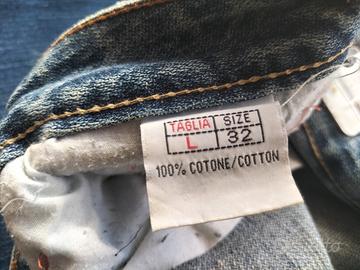 TAGLIA SIZE
L 32
100% COTONE/COTTON